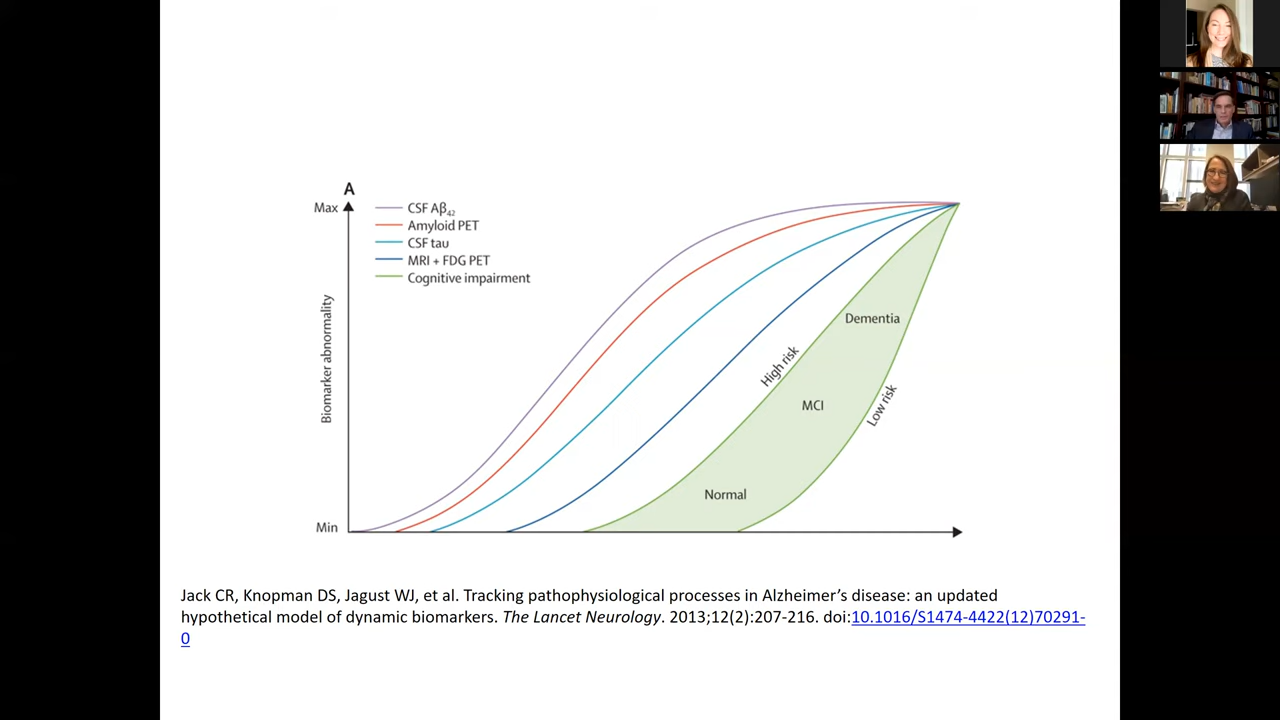 A
Max
CSF Aβ₄₂
Amyloid PET
CSF tau
MRI + FDG PET
Cognitive impairment
Biomarker abnormality
Dementia
High risk
MCI
Low risk
Normal
Min
Jack CR, Knopman DS, Jagust WJ, et al. Tracking pathophysiological processes in Alzheimer’s disease: an updated
hypothetical model of dynamic biomarkers. The Lancet Neurology. 2013;12(2):207-216. doi:10.1016/S1474-4422(12)70291-
0